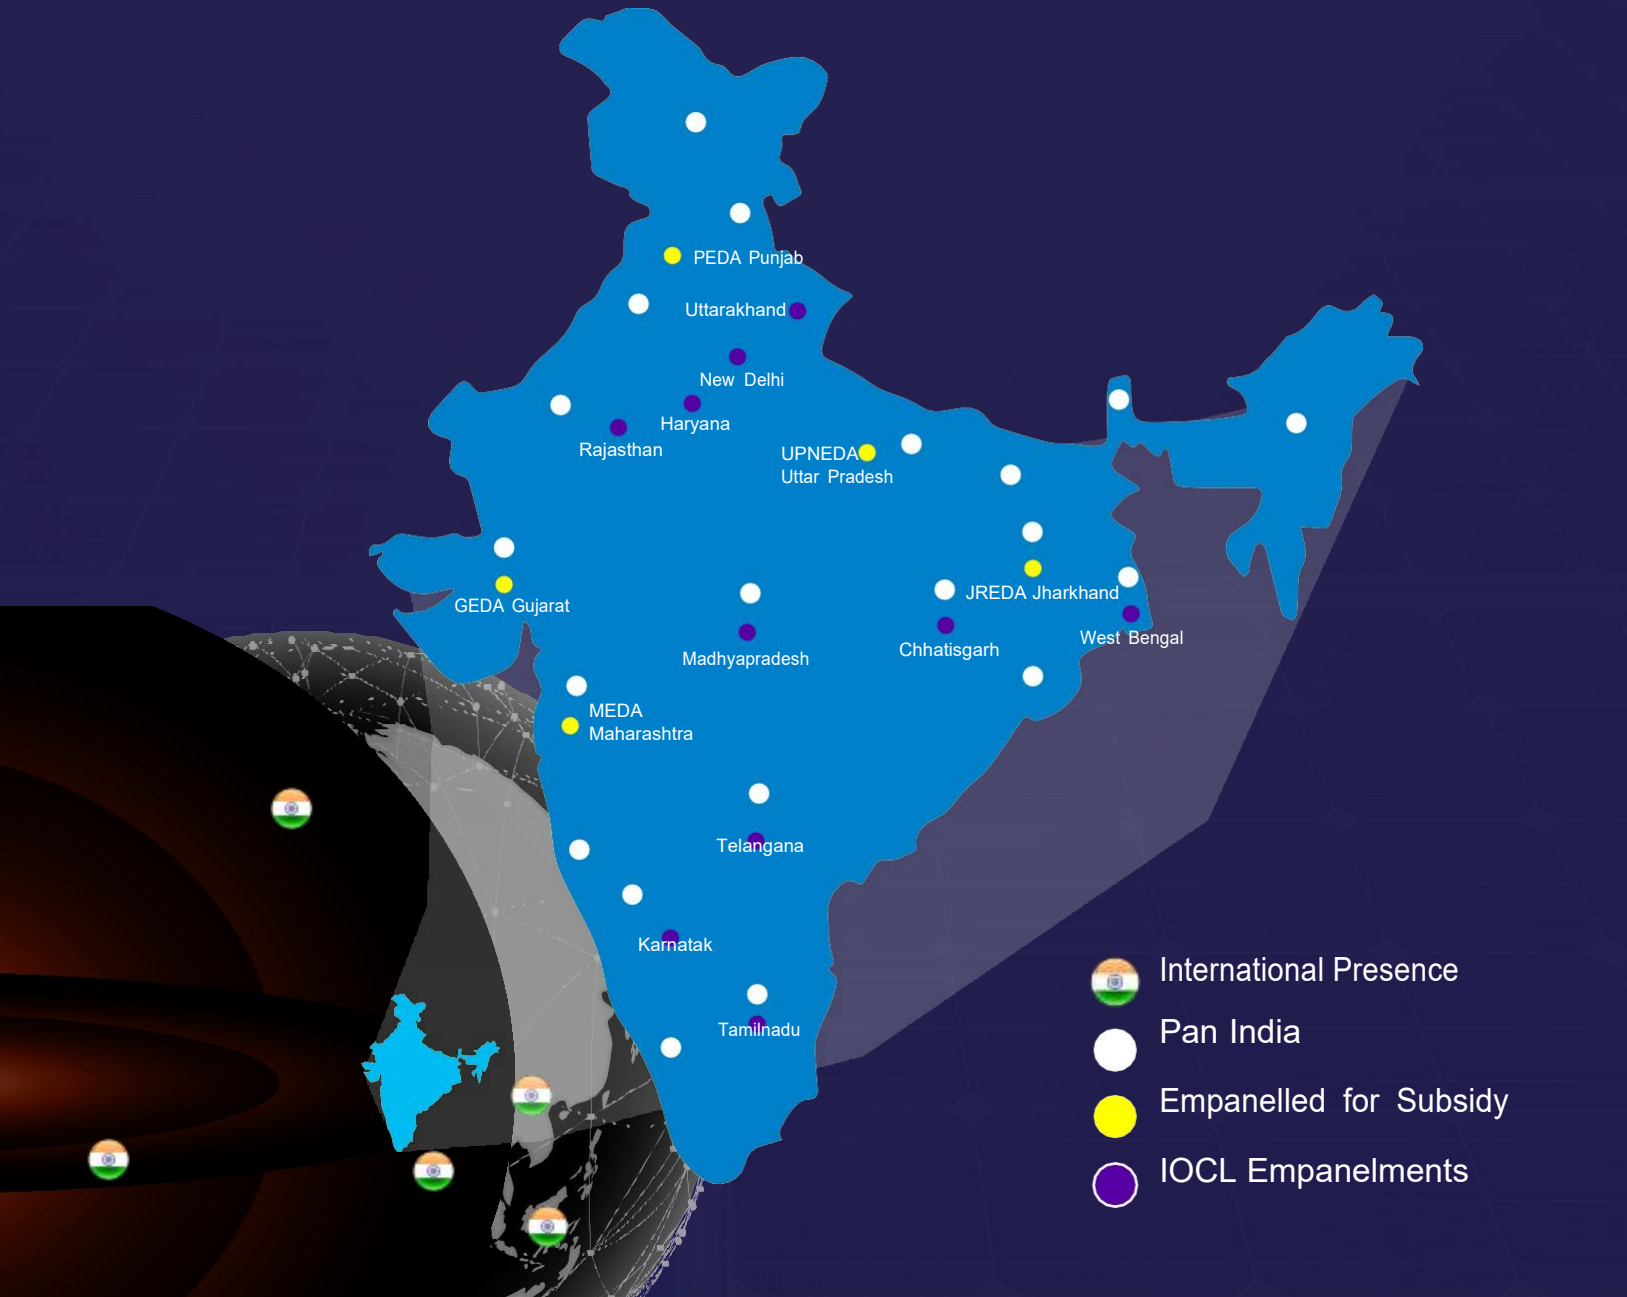 PEDA Punjab
Uttarakhand
New Delhi
Haryana
Rajasthan
UPNEDA
Uttar Pradesh
GEDA Gujarat
JREDA Jharkhand
West Bengal
Chhatisgarh
Madhyapradesh
MEDA
Maharashtra
Telangana
Karnatak
Tamilnadu
International Presence
Pan India
Empanelled for Subsidy
IOCL Empanelments